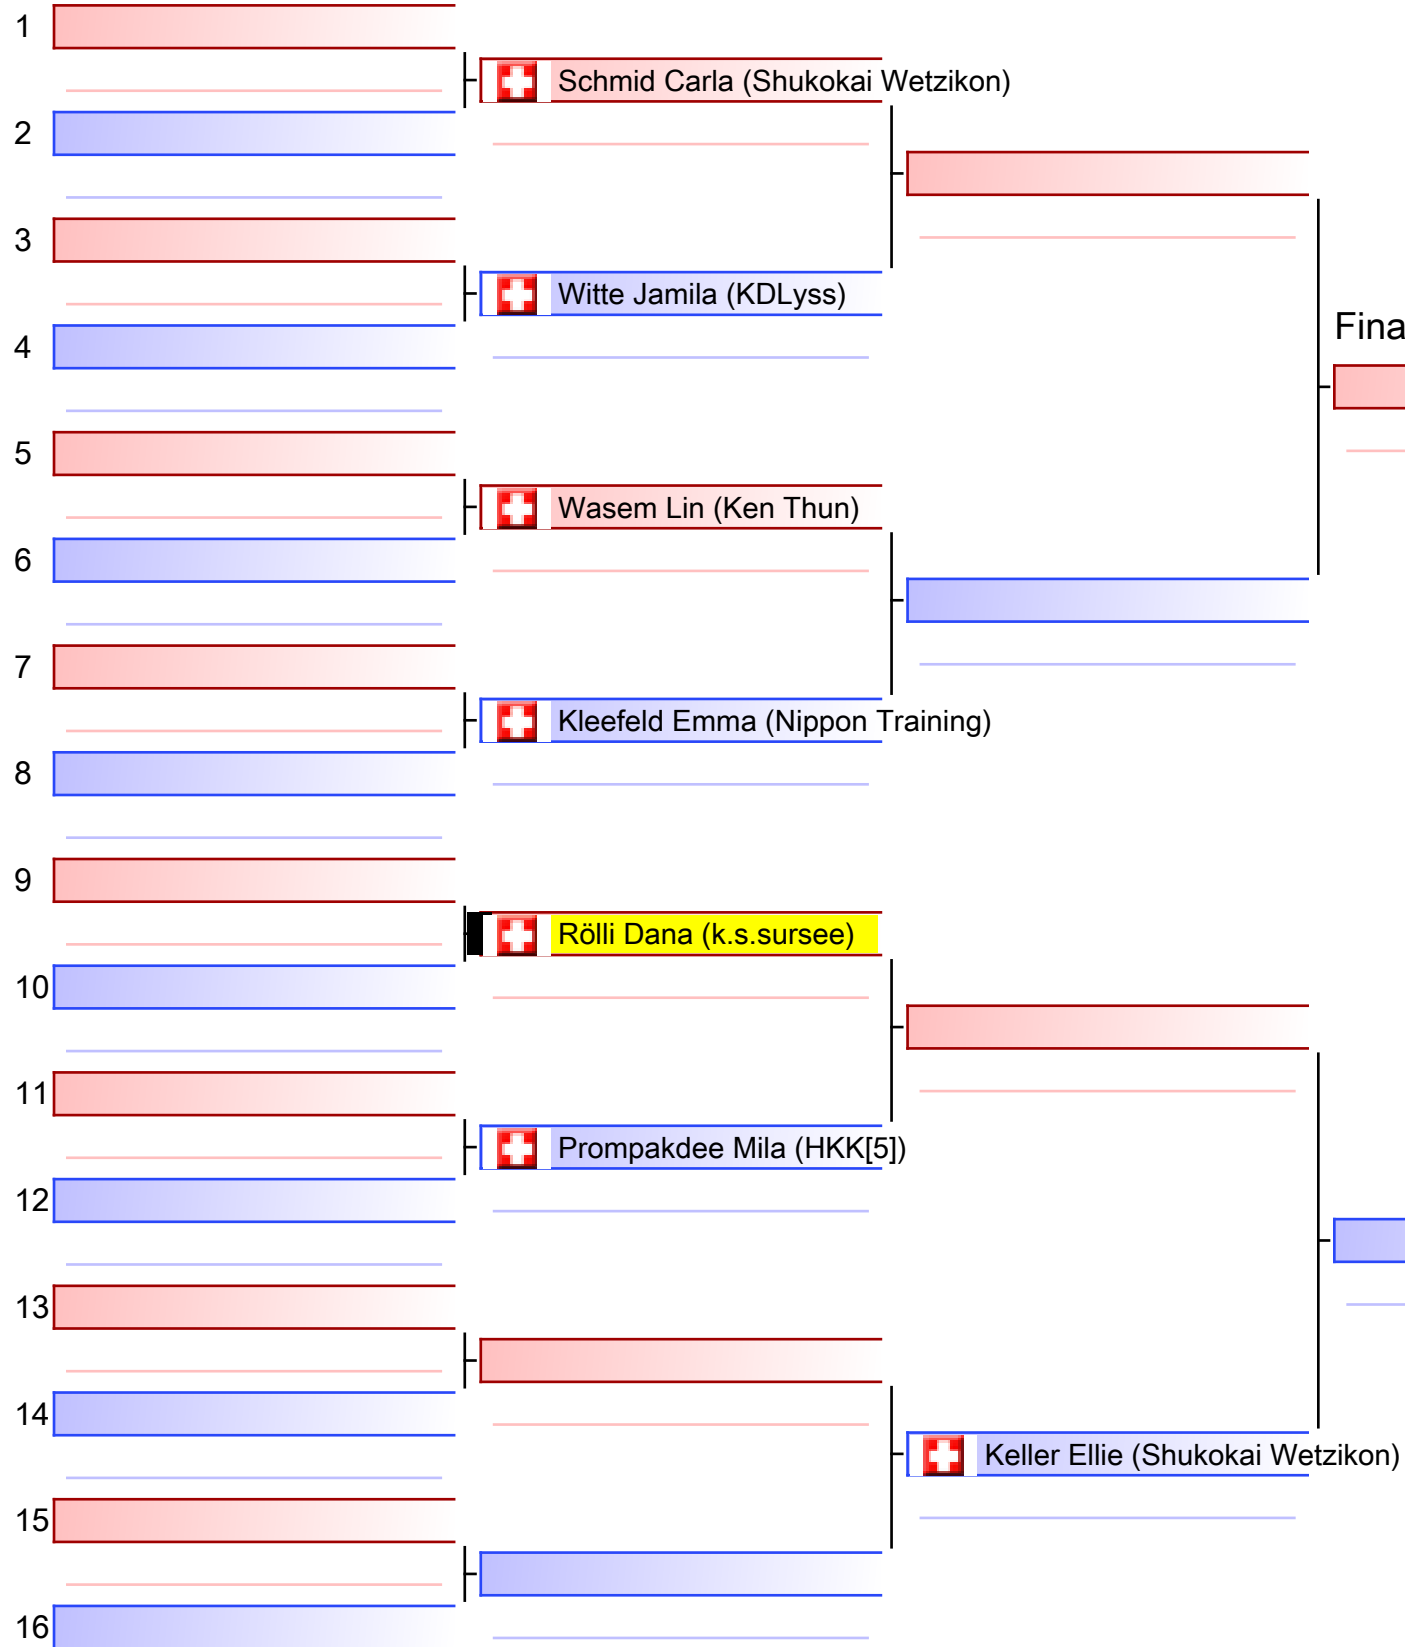 1
Schmid Carla (Shukokai Wetzikon)
2
3
Witte Jamila (KDLyss)
4
Fina
5
Wasem Lin (Ken Thun)
6
7
Kleefeld Emma (Nippon Training)
8
9
Rölli Dana (k.s.sursee)
10
11
Prompakdee Mila (HKK[5])
12
13
14
Keller Ellie (Shukokai Wetzikon)
15
16